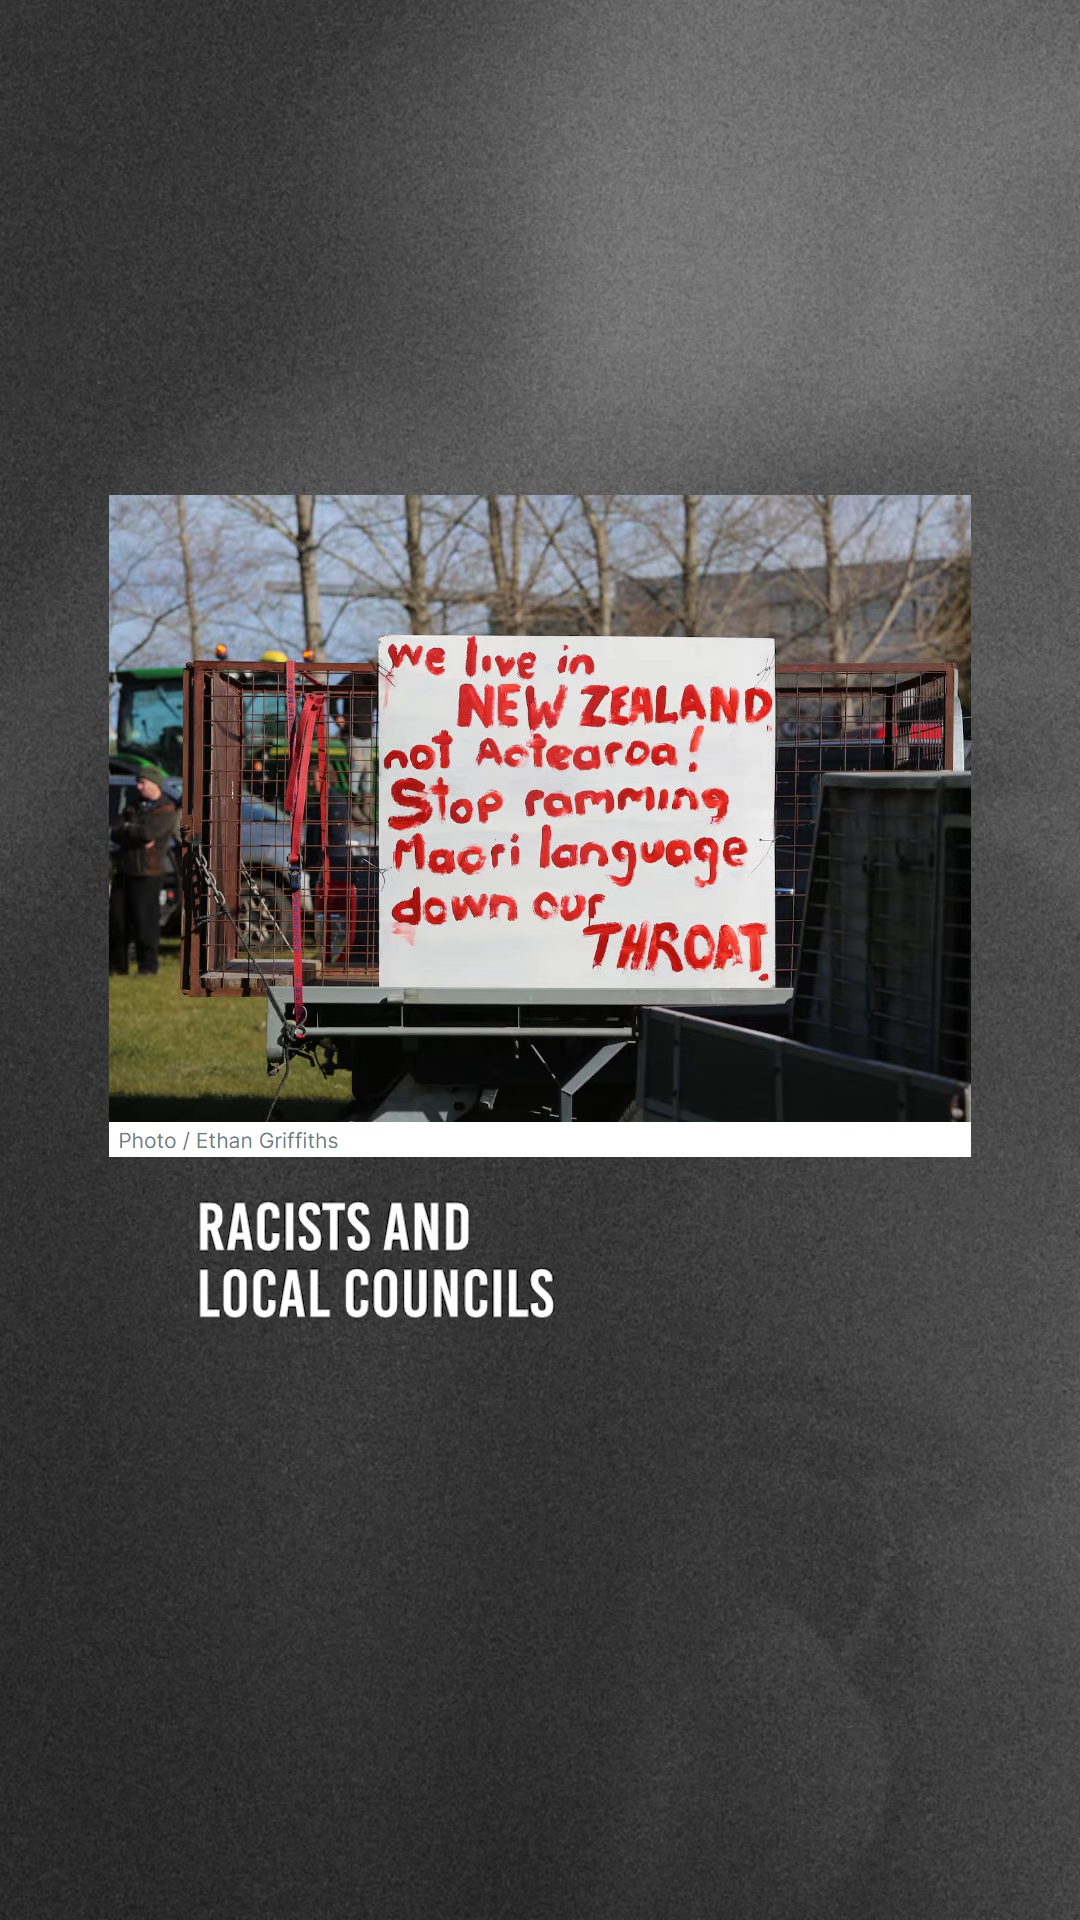 we live in
NEW ZEALAND
not Aotearoa!
Stop ramming
Maori language
down our
THROAT.
Photo / Ethan Griffiths
RACISTS AND
LOCAL COUNCILS